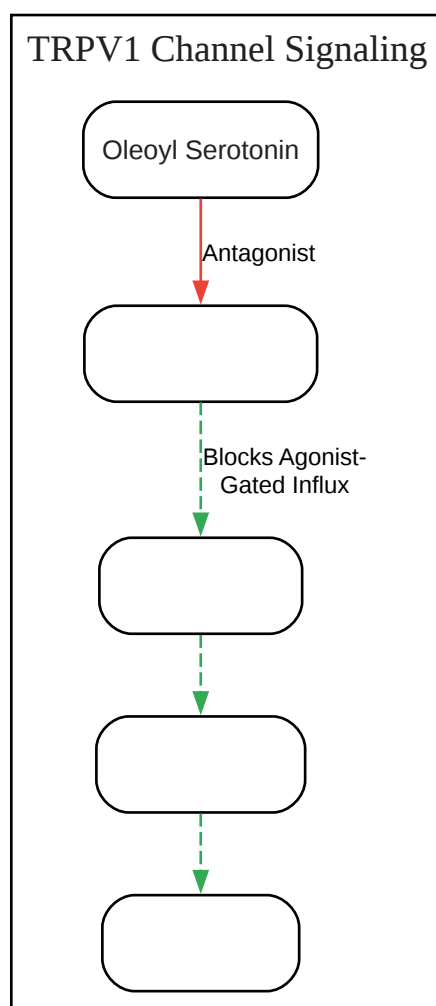 TRPV1 Channel Signaling
Oleoyl Serotonin
Antagonist
Blocks Agonist-
Gated Influx